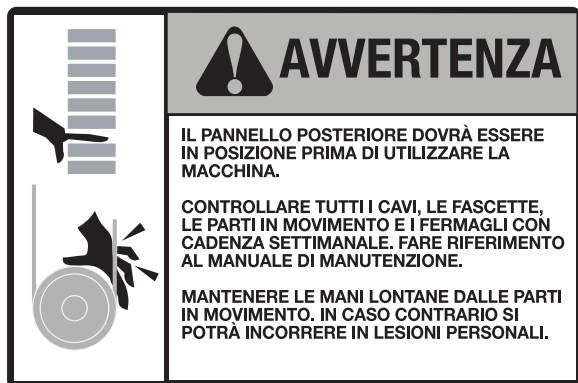 AVVERTENZA
IL PANNELLO POSTERIORE DOVRÀ ESSERE
IN POSIZIONE PRIMA DI UTILIZZARE LA
MACCHINA.
CONTROLLARE TUTTI I CAVI, LE FASCETTE,
LE PARTI IN MOVIMENTO E I FERMAGLI CON
CADENZA SETTIMANALE. FARE RIFERIMENTO
AL MANUALE DI MANUTENZIONE.
MANTENERE LE MANI LONTANE DALLE PARTI
IN MOVIMENTO. IN CASO CONTRARIO SI
POTRÀ INCORRERE IN LESIONI PERSONALI.